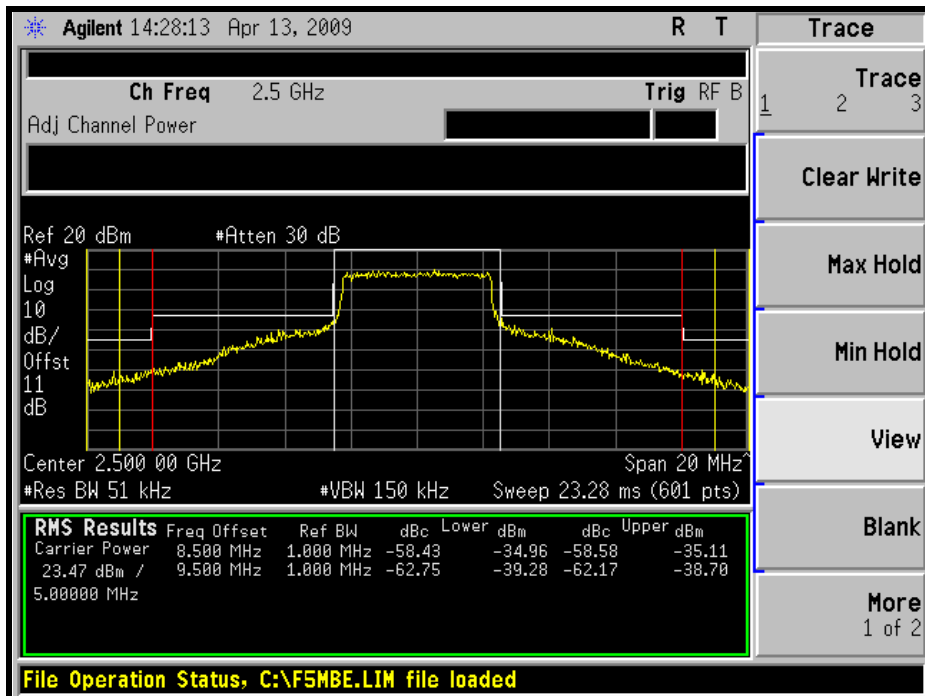 Agilent 14:28:13 Apr 13, 2009 R T
Trace
Ch Freq 2.5 GHz Trig RF B
Adj Channel Power
Trace
1 2 3
Clear Write
Max Hold
Min Hold
View
Blank
More
1 of 2
Ref 20 dBm #Atten 30 dB
#Avg
Log
10
dB/
Offst
11
dB
Center 2.500 00 GHz Span 20 MHz^
#Res BW 51 kHz #VBW 150 kHz Sweep 23.28 ms (601 pts)
RMS Results Freq Offset Ref BW dBc Lower dBm dBc Upper dBm
Carrier Power 8.500 MHz 1.000 MHz -58.43 -34.96 -58.58 -35.11
23.47 dBm / 9.500 MHz 1.000 MHz -62.75 -39.28 -62.17 -38.70
5.00000 MHz
File Operation Status, C:\F5MBE.LIM file loaded